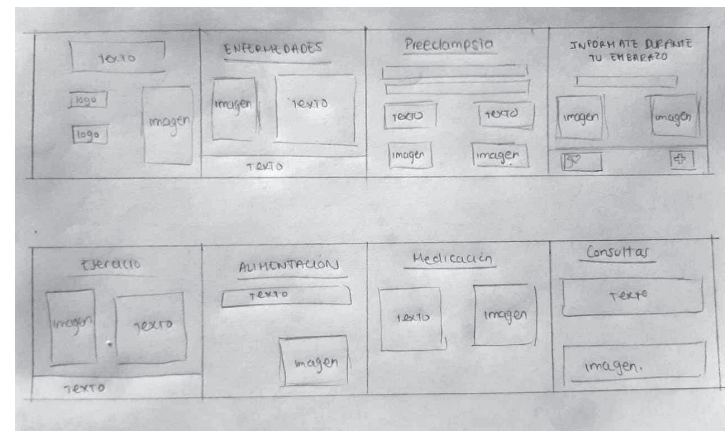 Texto
logo
logo
imagen
ENFERMEDADES
imagen
Texto
TEXTO
Preeclampsia
TEXTO
TEXTO
imagen
imagen
INFORMATE DURANTE
TU EMBARAZO
imagen
imagen
Ejercicio
imagen
TEXTO
TEXTO
ALIMENTACIÓN
TEXTO
imagen
Medicación
TEXTO
imagen
Consultas
TEXTO
imagen.